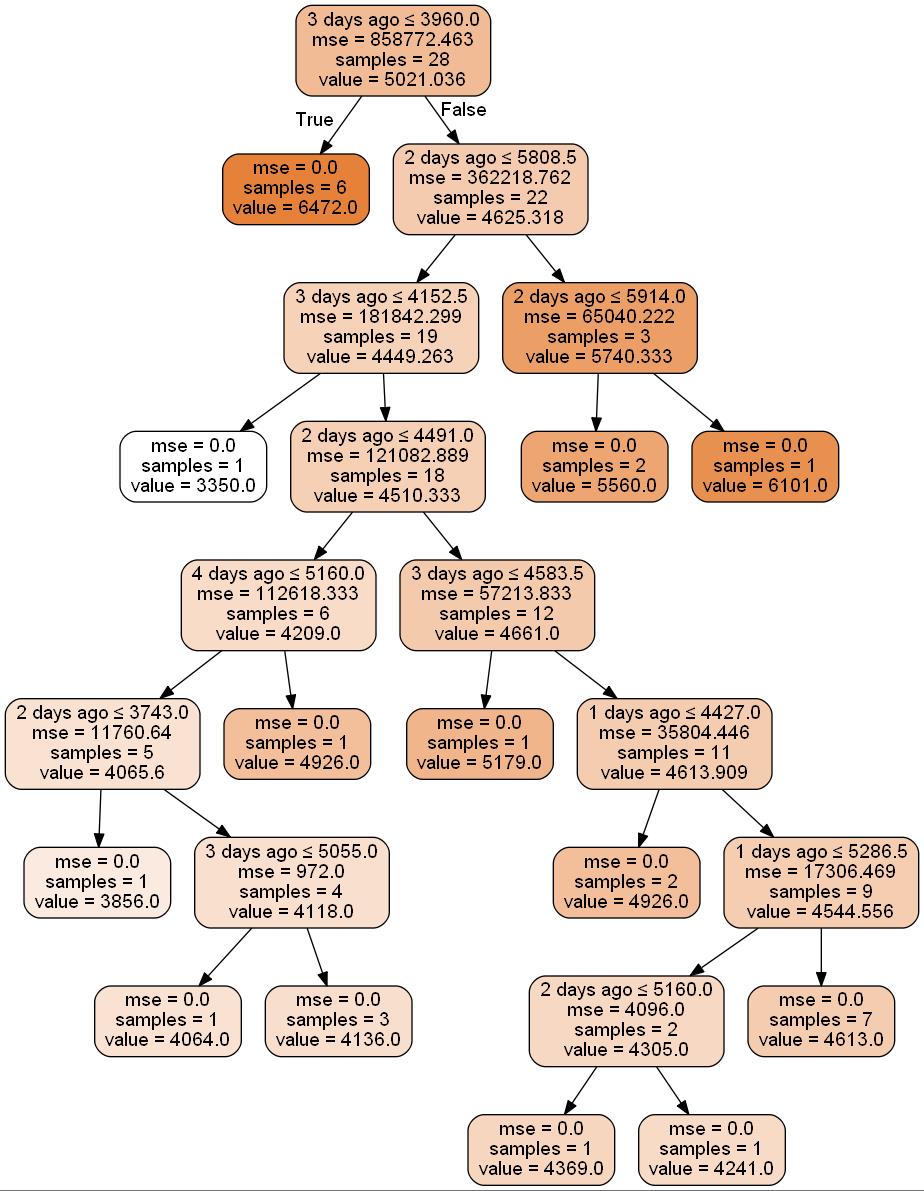 3 days ago ≤ 3960.0
mse = 858772.463
samples = 28
value = 5021.036
True
False
mse = 0.0
samples = 6
value = 6472.0
2 days ago ≤ 5808.5
mse = 362218.762
samples = 22
value = 4625.318
3 days ago ≤ 4152.5
mse = 181842.299
samples = 19
value = 4449.263
2 days ago ≤ 5914.0
mse = 65040.222
samples = 3
value = 5740.333
mse = 0.0
samples = 1
value = 3350.0
2 days ago ≤ 4491.0
mse = 121082.889
samples = 18
value = 4510.333
mse = 0.0
samples = 2
value = 5560.0
mse = 0.0
samples = 1
value = 6101.0
4 days ago ≤ 5160.0
mse = 112618.333
samples = 6
value = 4209.0
3 days ago ≤ 4583.5
mse = 57213.833
samples = 12
value = 4661.0
2 days ago ≤ 3743.0
mse = 11760.64
samples = 5
value = 4065.6
mse = 0.0
samples = 1
value = 4926.0
mse = 0.0
samples = 1
value = 5179.0
1 days ago ≤ 4427.0
mse = 35804.446
samples = 11
value = 4613.909
mse = 0.0
samples = 1
value = 3856.0
3 days ago ≤ 5055.0
mse = 972.0
samples = 4
value = 4118.0
mse = 0.0
samples = 2
value = 4926.0
1 days ago ≤ 5286.5
mse = 17306.469
samples = 9
value = 4544.556
mse = 0.0
samples = 1
value = 4064.0
mse = 0.0
samples = 3
value = 4136.0
2 days ago ≤ 5160.0
mse = 4096.0
samples = 2
value = 4305.0
mse = 0.0
samples = 7
value = 4613.0
mse = 0.0
samples = 1
value = 4369.0
mse = 0.0
samples = 1
value = 4241.0